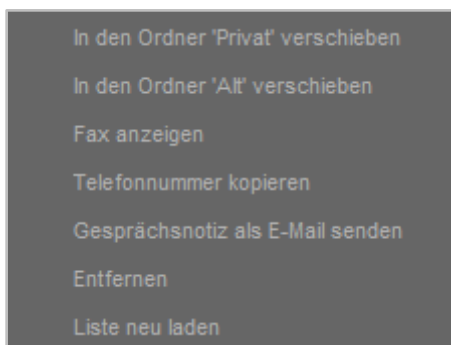 In den Ordner 'Privat' verschieben
In den Ordner 'Alt' verschieben
Fax anzeigen
Telefonnummer kopieren
Gesprächsnotiz als E-Mail senden
Entfernen
Liste neu laden